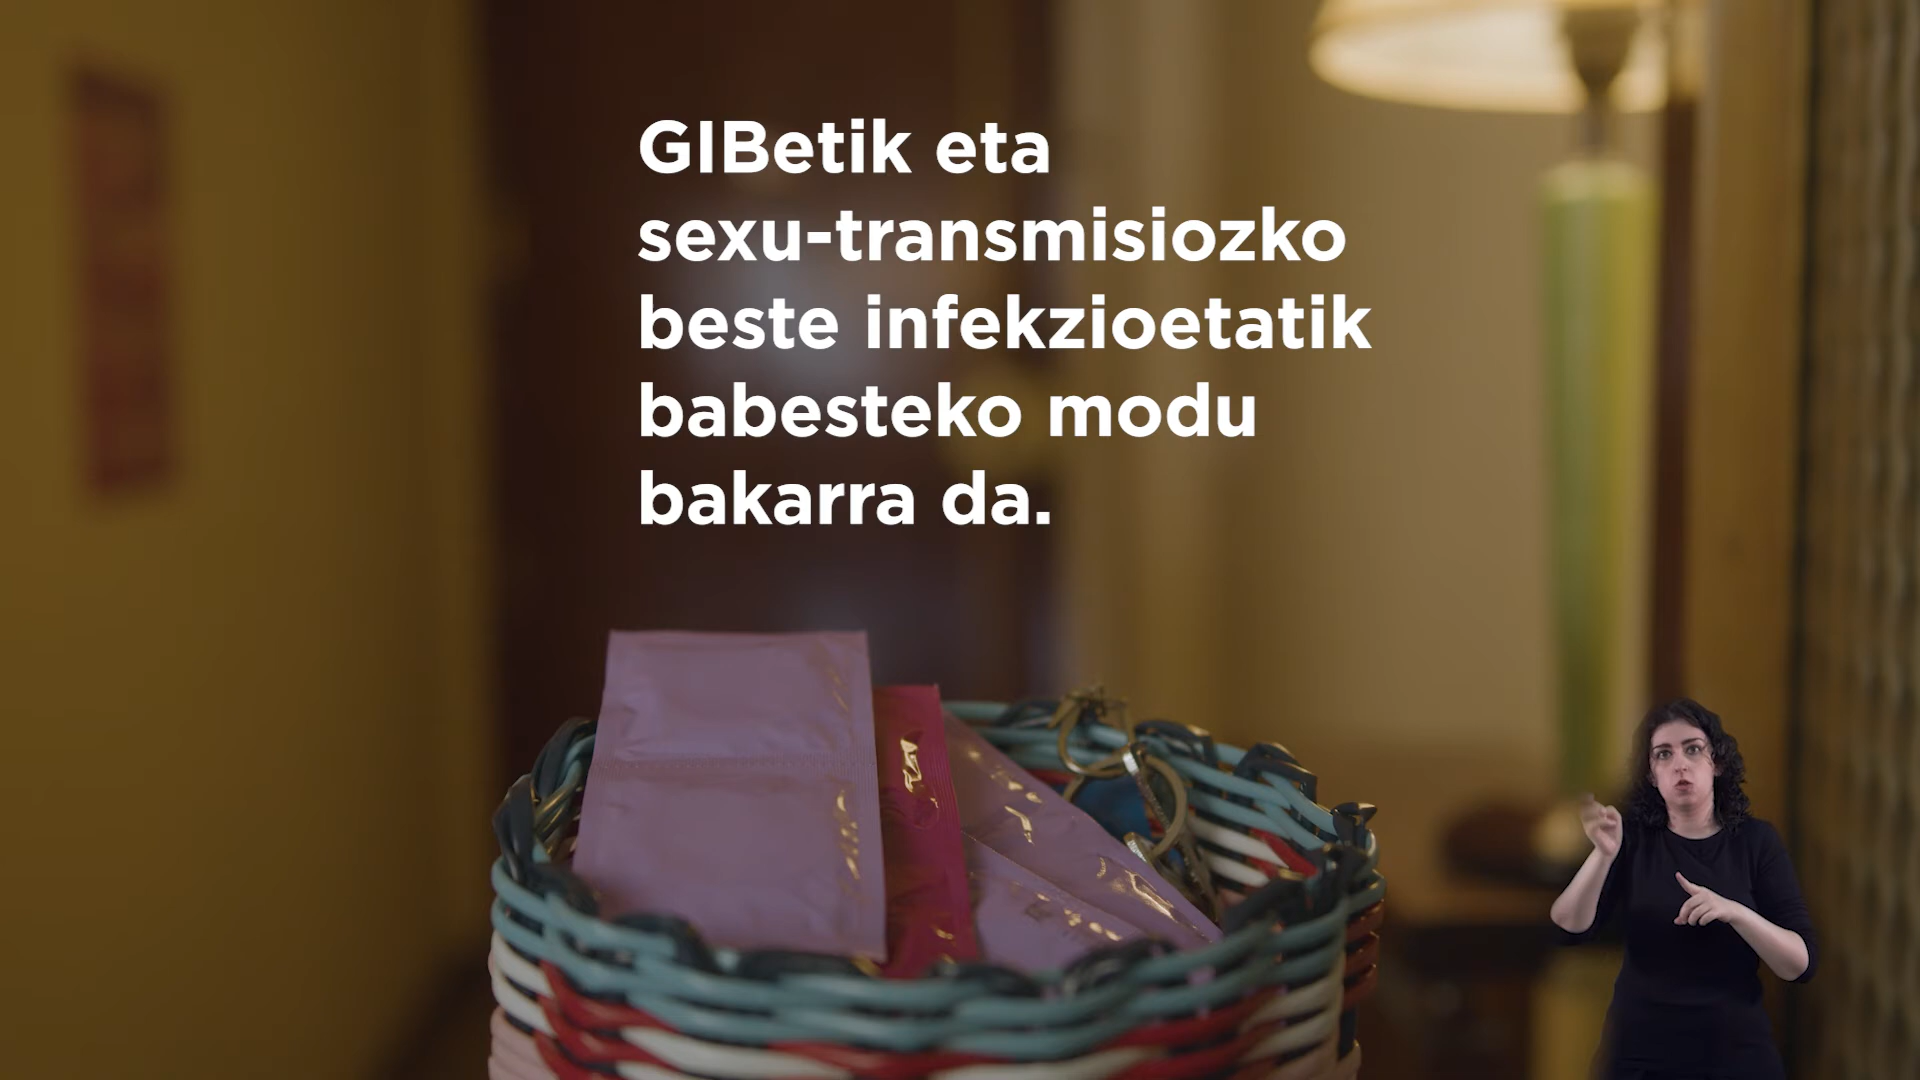 GIBetik eta
sexu-transmisiozko
beste infekzioetatik
babesteko modu
bakarra da.